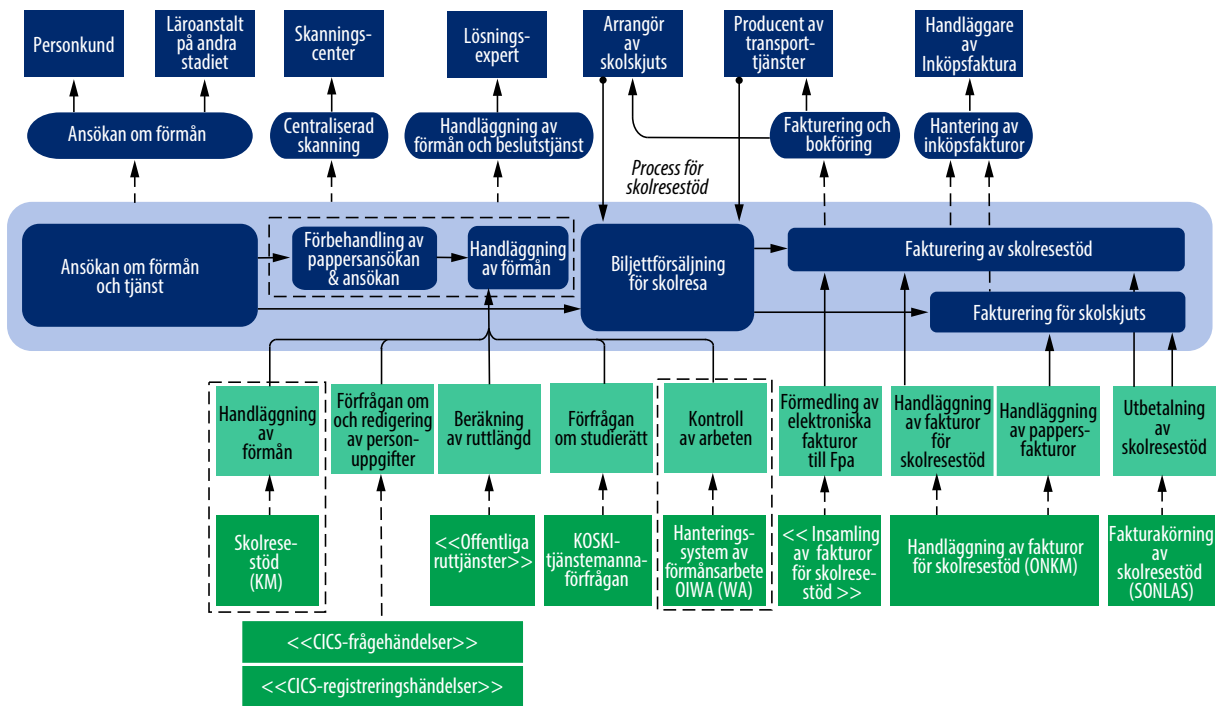 Personkund
Läroanstalt
på andra
stadiet
Skannings-
center
Lösnings-
expert
Arrangör
av
skolskjuts
Producent av
transport-
tjänster
Handläggare
av
Inköpsfaktura
Ansökan om förmån
Centraliserad
skanning
Handläggning av
förmån och beslutstjänst
Fakturering och
bokföring
Hantering av
inköpsfakturor
Process för
skolresestöd
Ansökan om förmån
och tjänst
Förbehandling av
pappersansökan
& ansökan
Handläggning
av förmån
Biljettförsäljning
för skolresa
Fakturering av skolresestöd
Fakturering för skolskjuts
Handläggning
av
förmån
Förfrågan om
och redigering
av person-
uppgifter
Beräkning
av ruttlängd
Förfrågan
om studierätt
Kontroll
av arbeten
Förmedling av
elektroniska
fakturor
till Fpa
Handläggning
av fakturor
för
skolresestöd
Handläggning
av pappers-
fakturor
Utbetalning
av
skolresestöd
Skolrese-
stöd
(KM)
<<Offentliga
ruttjänster>>
KOSKI-
tjänstemanna-
förfrågan
Hanterings-
system av
förmånsarbete
OIWA (WA)
<< Insamling
av fakturor
för skolrese-
stöd >>
Handläggning av fakturor
för skolresestöd (ONKM)
Fakturakörning
av
skolresestöd
(SONLAS)
<<CICS-frågehändelser>>
<<CICS-registreringshändelser>>